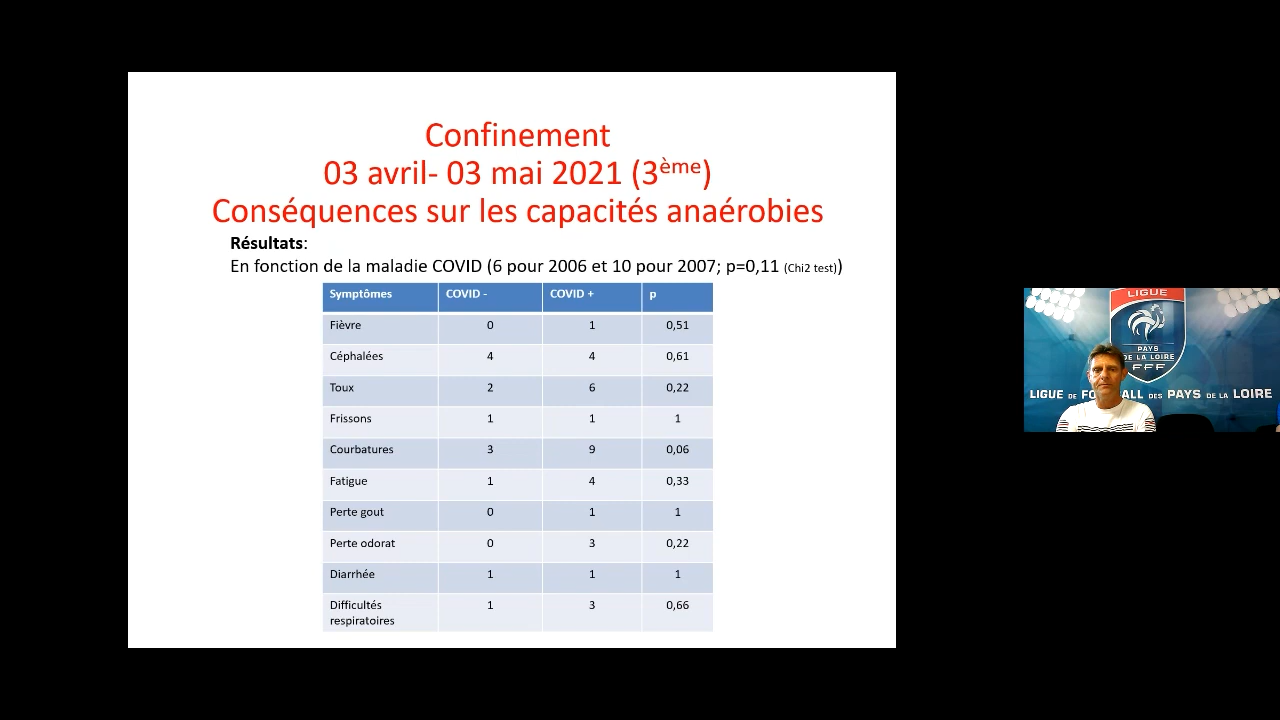 Confinement
03 avril- 03 mai 2021 (3ème)
Conséquences sur les capacités anaérobies
Résultats:
En fonction de la maladie COVID (6 pour 2006 et 10 pour 2007; p=0,11 (Chi2 test))
Symptômes COVID - COVID + p
Fièvre 0 1 0,51
Céphalées 4 4 0,61
Toux 2 6 0,22
Frissons 1 1 1
Courbatures 3 9 0,06
Fatigue 1 4 0,33
Perte gout 0 1 1
Perte odorat 0 3 0,22
Diarrhée 1 1 1
Difficultés respiratoires 1 3 0,66
LIGUE
PAYS
DE LA LOIRE
FFF
LIGUE DE FO ALL DES PAYS DE LA LOIRE